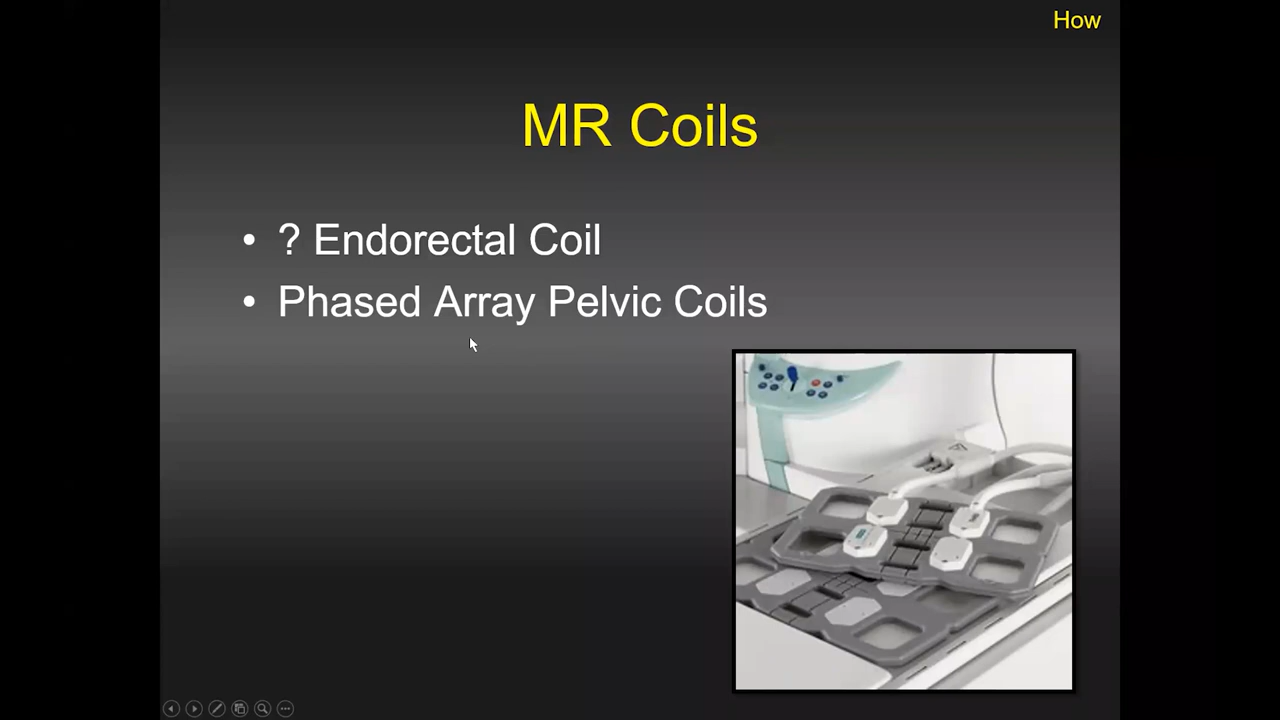 How
MR Coils
• ? Endorectal Coil
• Phased Array Pelvic Coils